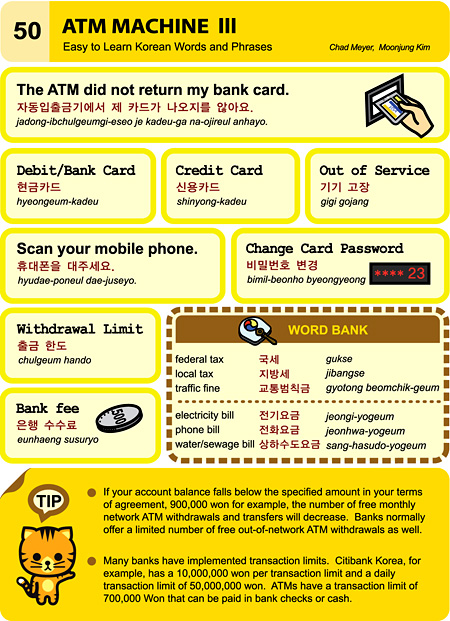 50
ATM MACHINE III
Easy to Learn Korean Words and Phrases
Chad Meyer, Moonjung Kim
The ATM did not return my bank card.
자동입출금기에서 제 카드가 나오지를 않아요.
jadong-ibchulgeumgi-eseo je kadeu-ga na-ojireul anhayo.
Debit/Bank Card
현금카드
hyeongeum-kadeu
Credit Card
신용카드
shinyong-kadeu
Out of Service
기기 고장
gigi gojang
Scan your mobile phone.
휴대폰을 대주세요.
hyudae-poneul dae-juseyo.
Change Card Password
비밀번호 변경
bimil-beonho byeongyeong
**** 23
Withdrawal Limit
출금 한도
chulgeum hando
Bank fee
은행 수수료
eunhaeng susuryo
500
WORD BANK
federal tax 국세 gukse
local tax 지방세 jibangse
traffic fine 교통범칙금 gyotong beomchik-geum
electricity bill 전기요금 jeongi-yogeum
phone bill 전화요금 jeonhwa-yogeum
water/sewage bill 상하수도요금 sang-hasudo-yogeum
TIP
If your account balance falls below the specified amount in your terms
of agreement, 900,000 won for example, the number of free monthly
network ATM withdrawals and transfers will decrease. Banks normally
offer a limited number of free out-of-network ATM withdrawals as well.
Many banks have implemented transaction limits. Citibank Korea, for
example, has a 10,000,000 won per transaction limit and a daily
transaction limit of 50,000,000 won. ATMs have a transaction limit of
700,000 Won that can be paid in bank checks or cash.